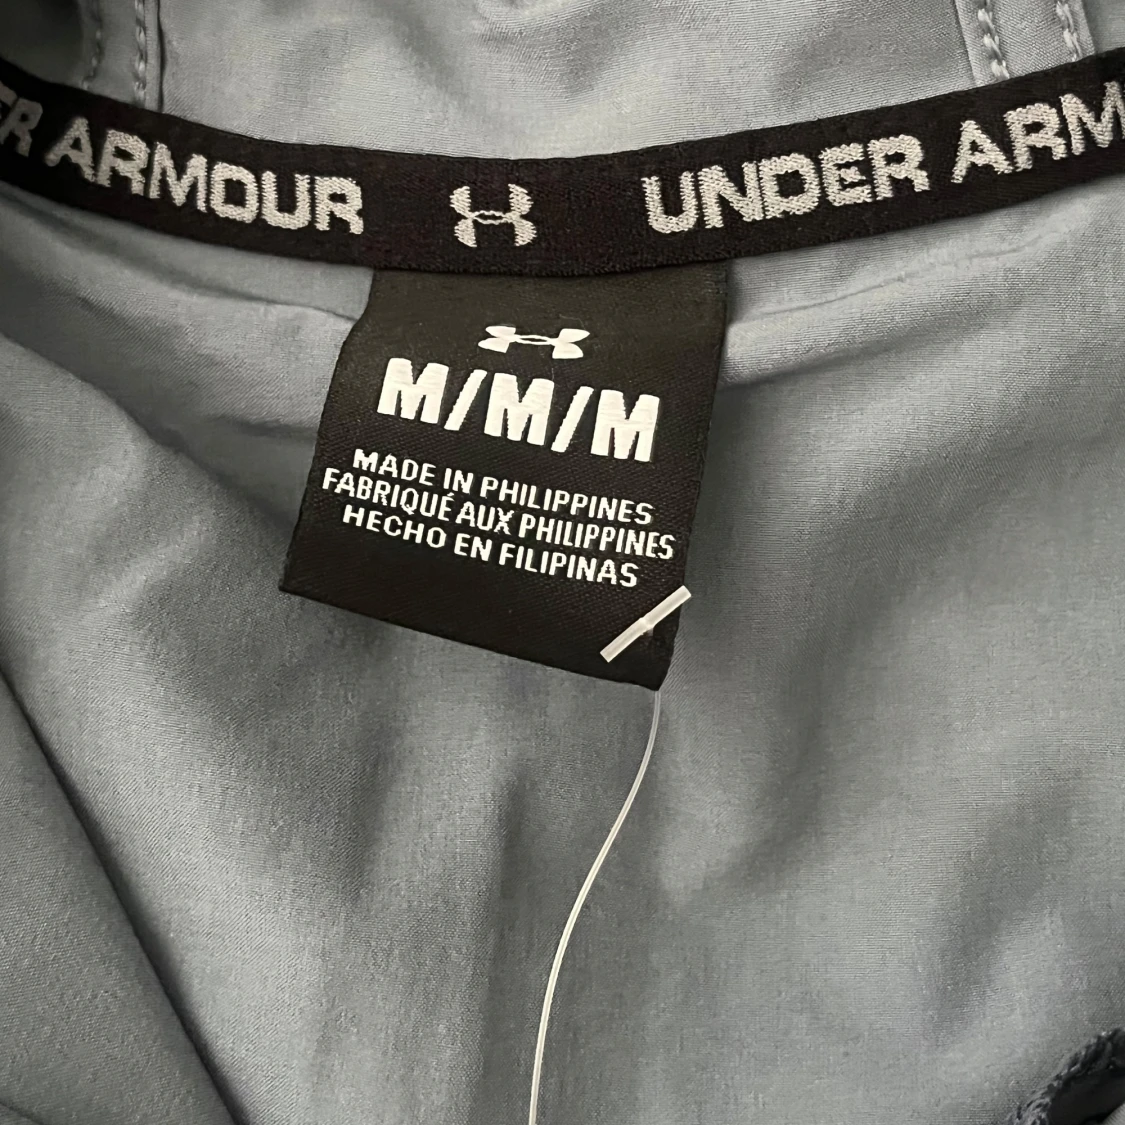 ER ARMOUR UNDER ARM
M/M/M
MADE IN PHILIPPINES
FABRIQUÉ AUX PHILIPPINES
HECHO EN FILIPINAS